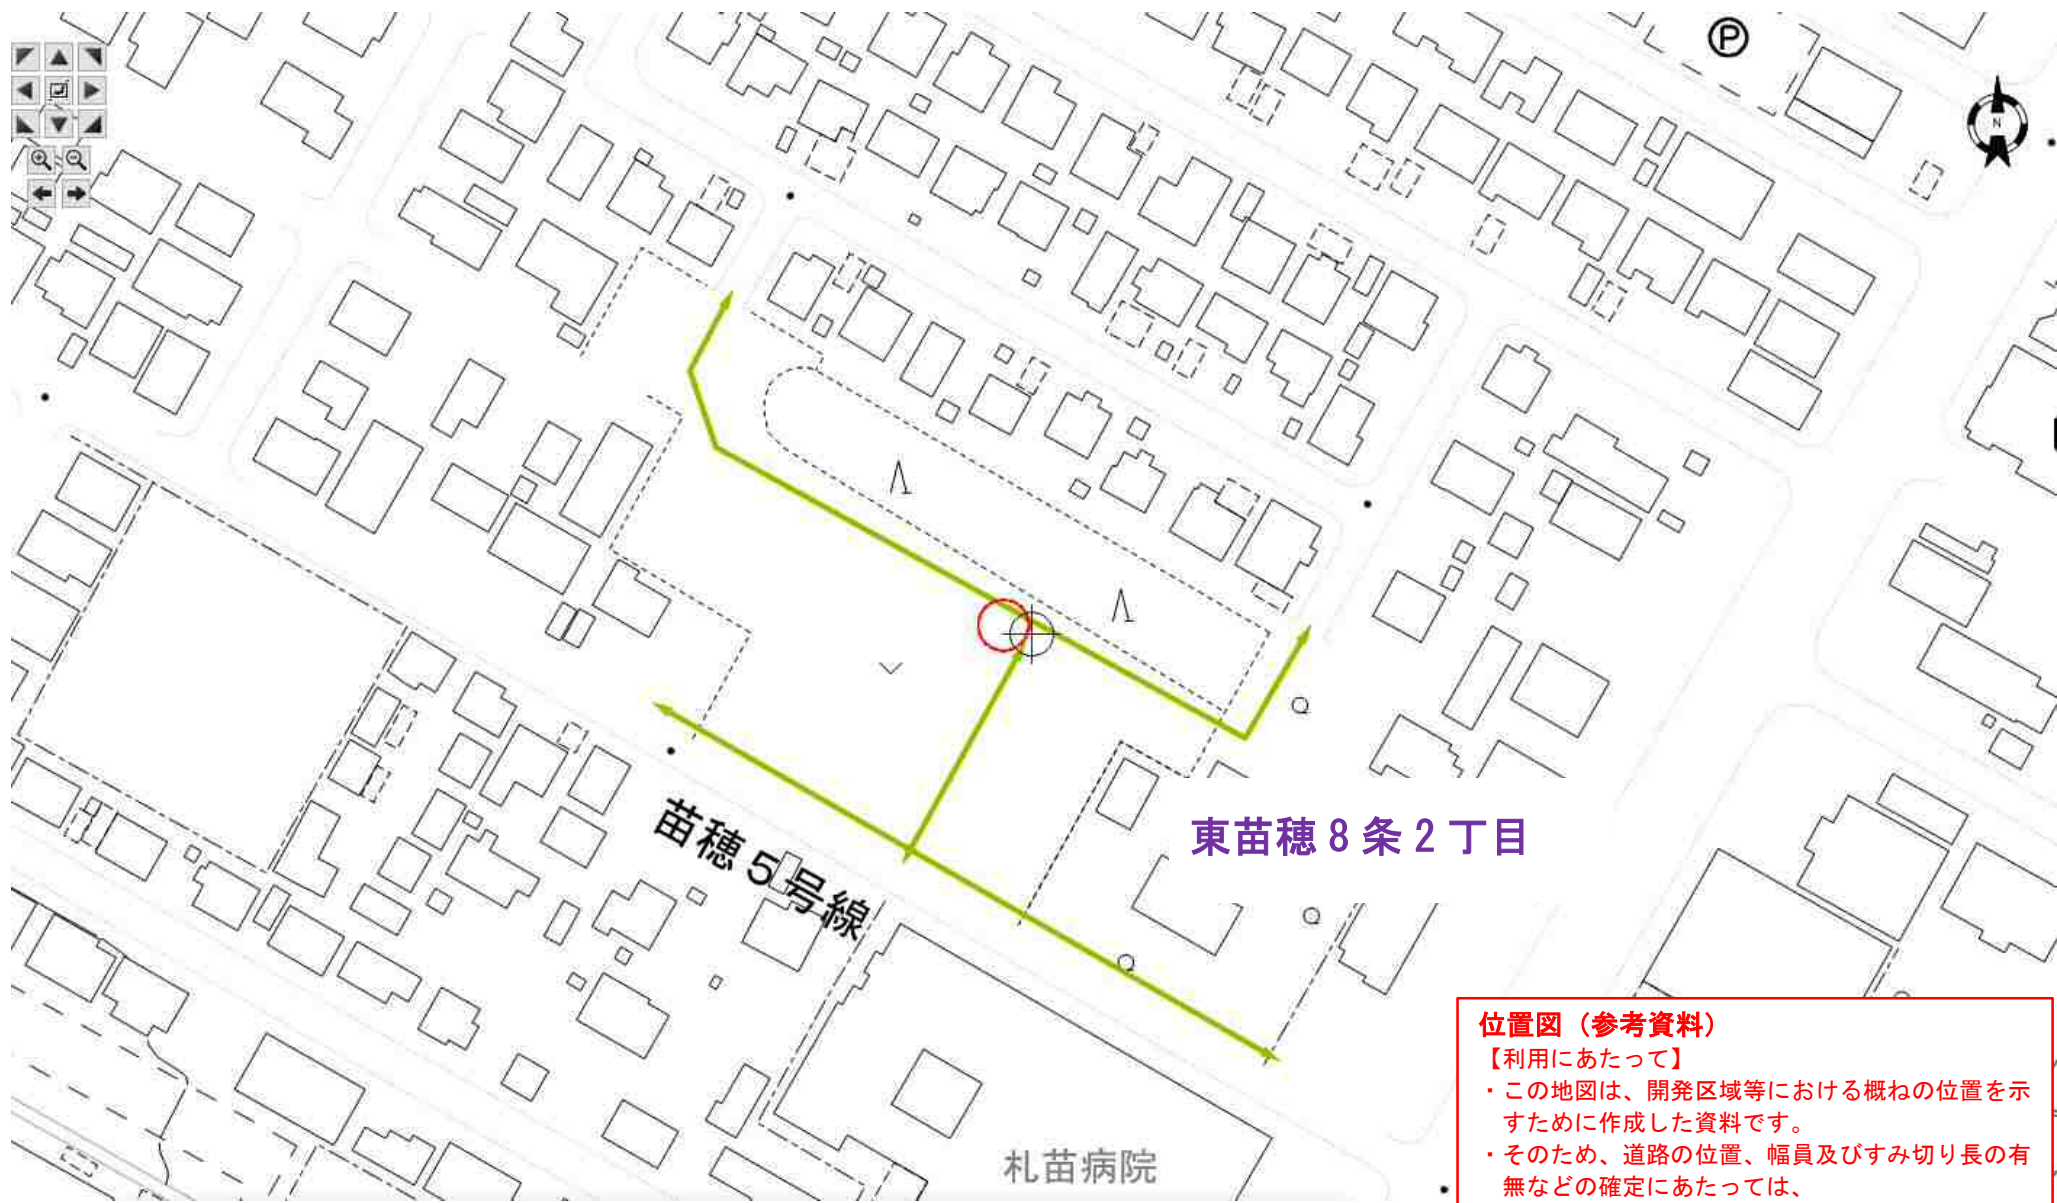 P
N
東苗穂8条2丁目
苗穂5号線
札苗病院
位置図（参考資料）
【利用にあたって】
・この地図は、開発区域等における概ねの位置を示
すために作成した資料です。
・そのため、道路の位置、幅員及びすみ切り長の有
無などの確定にあたっては、